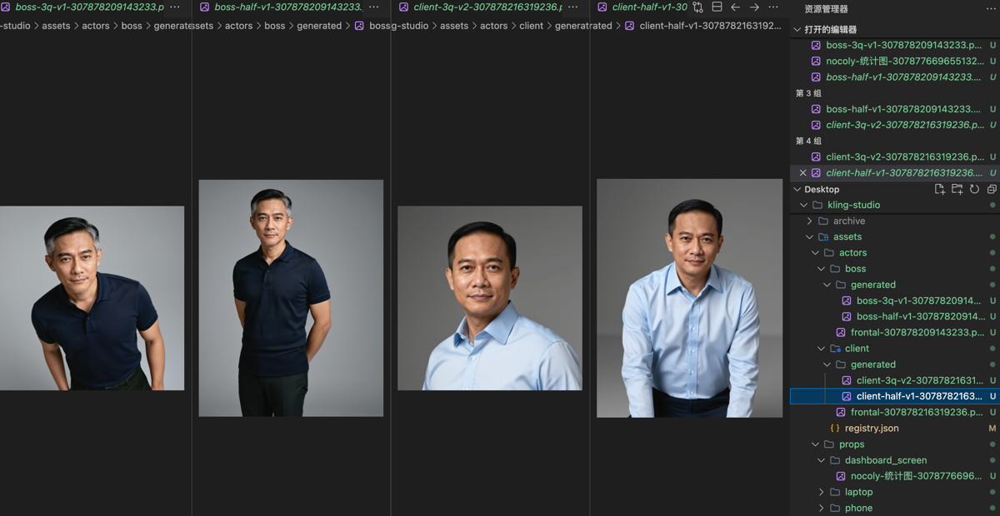 boss-3q-v1-307878209143233.p ···
boss-half-v1-307878209143233. ···
client-3q-v2-307878216319236.p ···
client-half-v1-30 ···
-studio > assets > actors > boss > generate
ssets > actors > boss > generated > boss
g-studio > assets > actors > client > generat
rated > client-half-v1-3078782163192...
资源管理器 ···
打开的编辑器
boss-3q-v1-307878209143233.p... U
nocoly-统计图-307877669655132... U
boss-half-v1-307878209143233.... U
第 3 组
boss-half-v1-307878209143233.... U
client-3q-v2-307878216319236.p... U
第 4 组
client-3q-v2-307878216319236.p... U
client-half-v1-307878216319236.... U
Desktop
kling-studio
archive
assets
actors
boss
generated
boss-3q-v1-30787820914... U
boss-half-v1-3078782091... U
frontal-307878209143233.p... U
client
generated
client-3q-v2-30787821631... U
client-half-v1-3078782163... U
frontal-307878216319236.p... U
{} registry.json M
props
dashboard_screen
nocoly-统计图-3078776696... U
laptop
phone